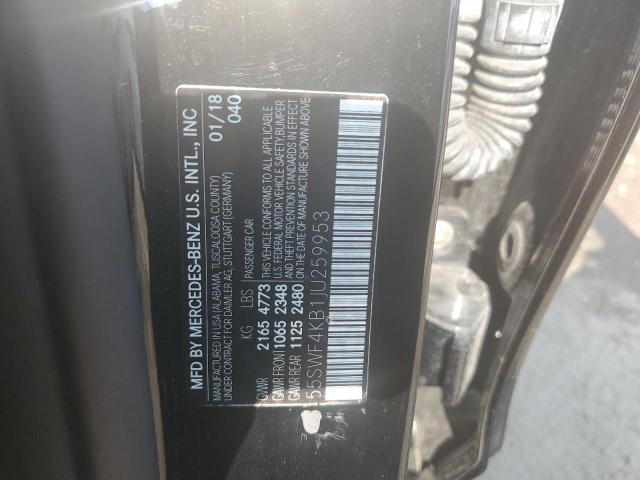 MFD BY MERCEDES-BENZ U.S. INTL., INC
MANUFACTURED IN USA (ALABAMA, TUSCALOOSA, COUNTY)
UNDER CONTRACT FOR DAIMLER AG, STUTTGART (GERMANY)
01/18
040
KG LBS PASSENGER CAR
GVWR 2165 4773 THIS VEHICLE CONFORMS TO ALL APPLICABLE
GAWR FRONT 1065 2348 U.S. FEDERAL MOTOR VEHICLE SAFETY BUMPER
GAWR REAR 1125 2480 AND THEFT PREVENTION STANDARDS IN EFFECT
ON THE DATE OF MANUFACTURE SHOWN ABOVE
55SWF4KB1JU259953